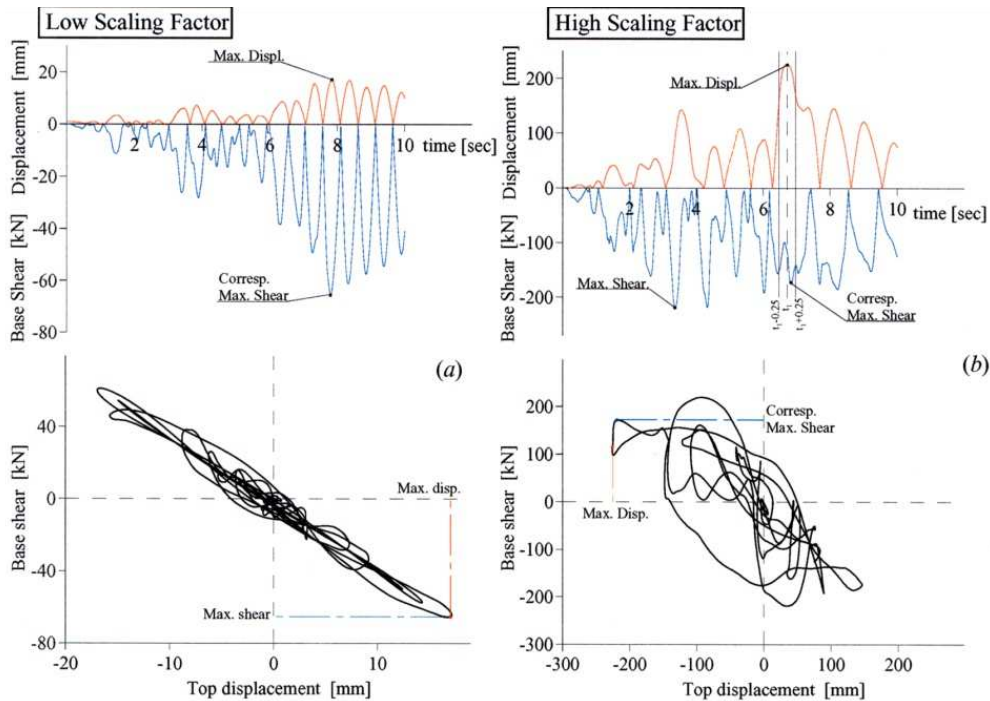 Low Scaling Factor
Displacement [mm]
Base Shear [kN]
20
0
-20
-40
-60
-80
Max. Displ.
2
4
6
8
10
time [sec]
Corresp.
Max. Shear
High Scaling Factor
Displacement [mm]
Base Shear [kN]
200
100
0
-100
-200
Max. Displ.
2
4
6
8
10
time [sec]
Max. Shear.
Corresp.
Max. Shear
t₁-0.25
t₁
t₁+0.25
(a)
Base shear [kN]
40
0
-40
-80
Max. disp.
Max. shear
-20
-10
0
10
Top displacement [mm]
(b)
Base shear [kN]
300
200
100
0
-100
-200
-300
Corresp.
Max. Shear
Max. Disp.
-300
-200
-100
0
100
200
Top displacement [mm]